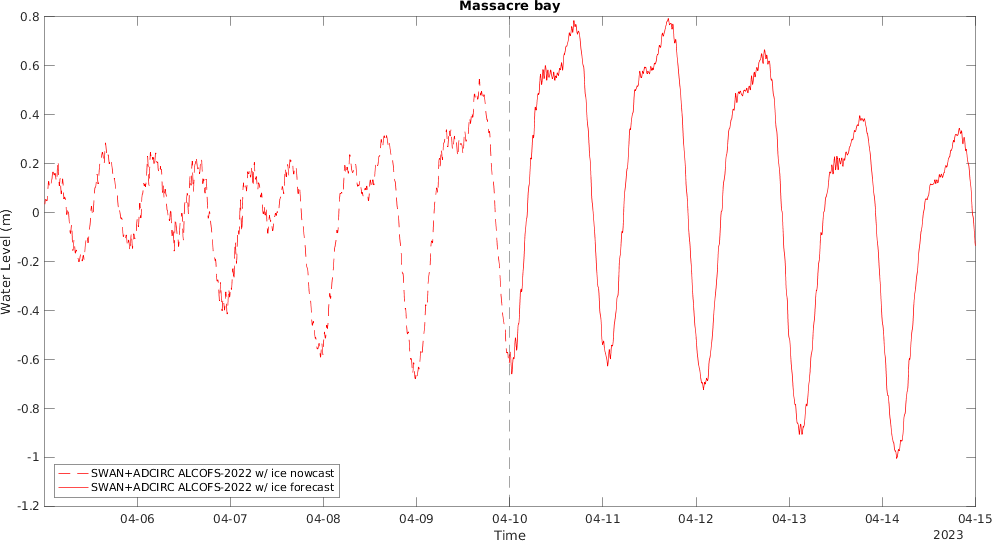 Massacre bay
0.8
0.6
0.4
0.2
0
-0.2
-0.4
-0.6
-0.8
-1
-1.2
Water Level (m)
SWAN+ADCIRC ALCOFS-2022 w/ ice nowcast
SWAN+ADCIRC ALCOFS-2022 w/ ice forecast
04-06 04-07 04-08 04-09 04-10 04-11 04-12 04-13 04-14 04-15
Time
2023